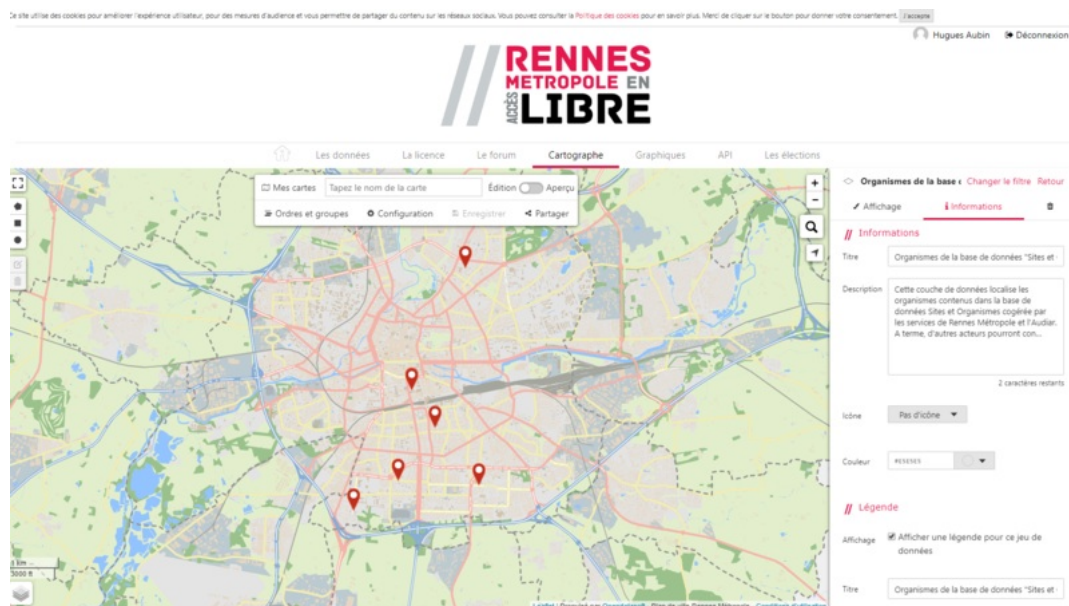 Ce site utilise des cookies pour améliorer l'expérience utilisateur, pour des mesures d'audience et vous permettre de partager du contenu sur les réseaux sociaux. Vous pouvez consulter la Politique des cookies pour en savoir plus. Merci de cliquer sur le bouton pour donner votre consentement. J'accepte
Hugues Aubin Déconnexion
RENNES
METROPOLE EN
ACCÈS LIBRE
Les données La licence Le forum Cartographe Graphiques API Les élections
Mes cartes Tapez le nom de la carte Édition Aperçu
Ordres et groupes Configuration Enregistrer Partager
+
-
Organismes de la base Changer le filtre Retour
Affichage Informations
// Informations
Titre Organismes de la base de données "Sites et
Description Cette couche de données localise les
organismes contenus dans la base de
données Sites et Organismes cogérée par
les services de Rennes Métropole et l'Audiar.
A terme, d'autres acteurs pourront con...
2 caractères restants
Icône Pas d'icône
Couleur #E5E5E5
// Légende
Affichage Afficher une légende pour ce jeu de
données
Titre Organismes de la base de données "Sites et
km
5000 ft